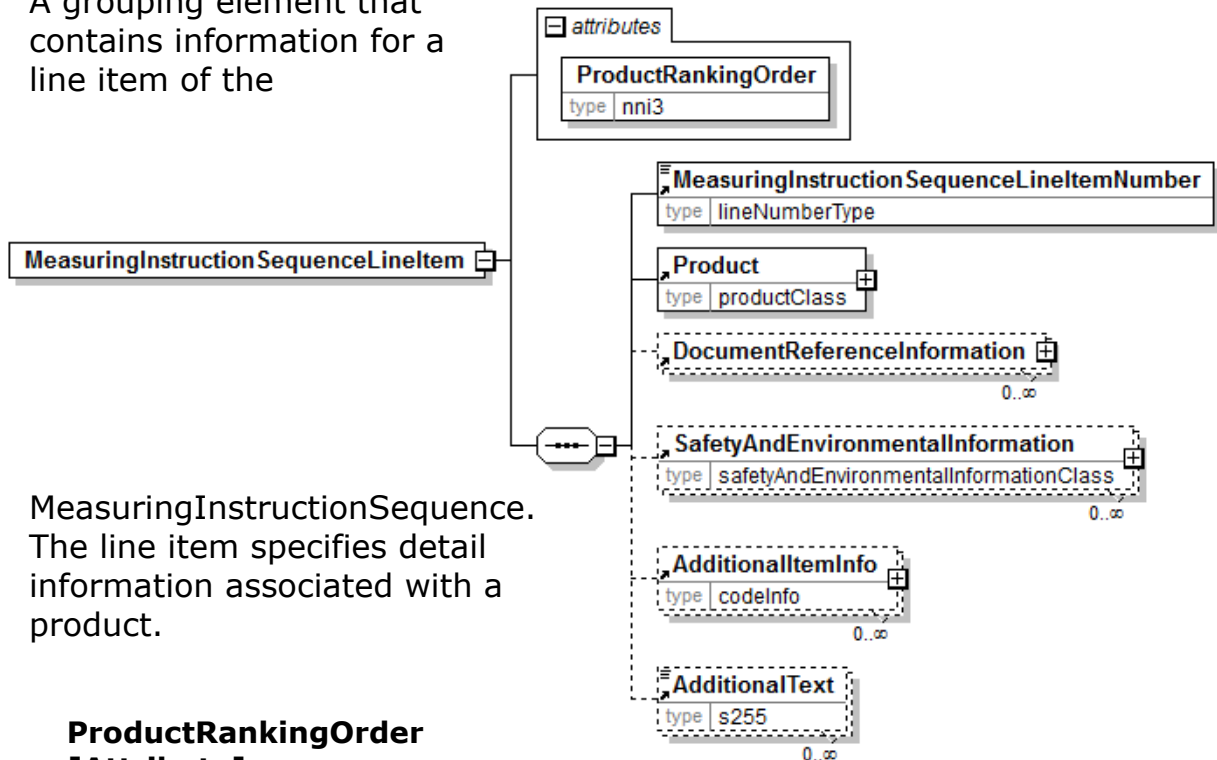 A grouping element that
contains information for a
line item of the
attributes
ProductRankingOrder
type nni3
MeasuringInstructionSequenceLineItem
MeasuringInstructionSequenceLineItemNumber
type lineNumberType
Product
type productClass
DocumentReferenceInformation
0..∞
SafetyAndEnvironmentalInformation
type safetyAndEnvironmentalInformationClass
0..∞
AdditionalItemInfo
type codeInfo
0..∞
AdditionalText
type s255
0..∞
MeasuringInstructionSequence.
The line item specifies detail
information associated with a
product.
ProductRankingOrder
[Attribute]